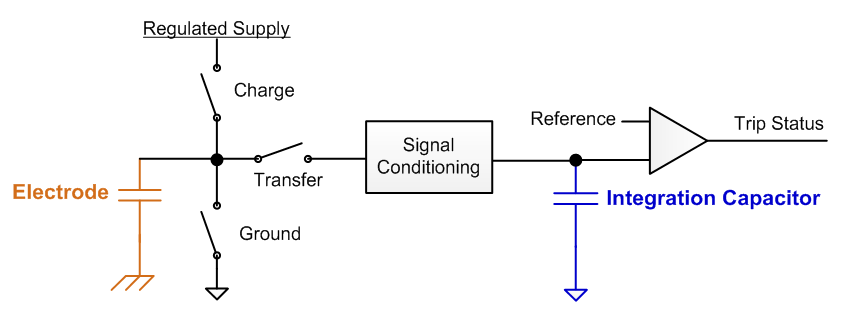 Regulated Supply
Charge
Reference
Trip Status
Signal
Conditioning
Transfer
Electrode
Integration Capacitor
Ground